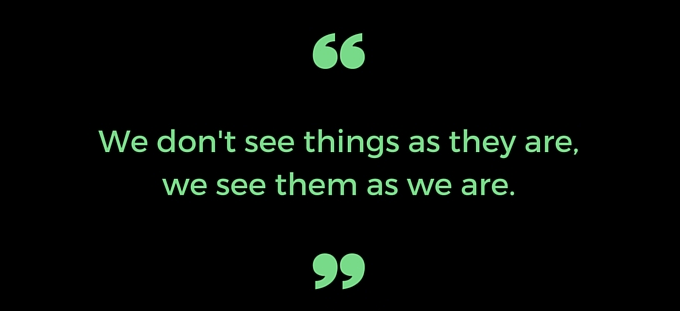 “
We don't see things as they are,
we see them as we are.
”